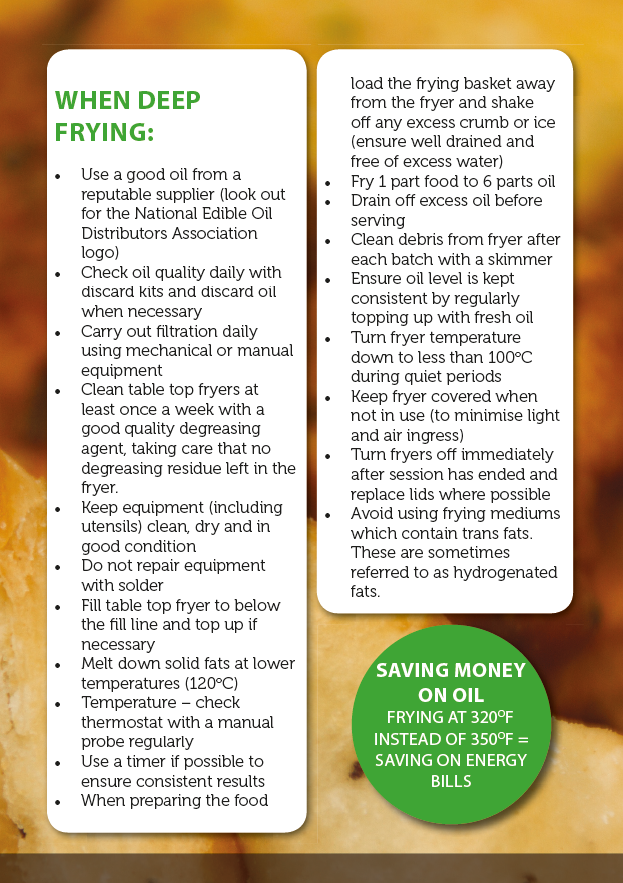 WHEN DEEP
FRYING:
• Use a good oil from a
reputable supplier (look out
for the National Edible Oil
Distributors Association
logo)
• Check oil quality daily with
discard kits and discard oil
when necessary
• Carry out filtration daily
using mechanical or manual
equipment
• Clean table top fryers at
least once a week with a
good quality degreasing
agent, taking care that no
degreasing residue left in the
fryer.
• Keep equipment (including
utensils) clean, dry and in
good condition
• Do not repair equipment
with solder
• Fill table top fryer to below
the fill line and top up if
necessary
• Melt down solid fats at lower
temperatures (120ºC)
• Temperature – check
thermostat with a manual
probe regularly
• Use a timer if possible to
ensure consistent results
• When preparing the food
load the frying basket away
from the fryer and shake
off any excess crumb or ice
(ensure well drained and
free of excess water)
• Fry 1 part food to 6 parts oil
• Drain off excess oil before
serving
• Clean debris from fryer after
each batch with a skimmer
• Ensure oil level is kept
consistent by regularly
topping up with fresh oil
• Turn fryer temperature
down to less than 100ºC
during quiet periods
• Keep fryer covered when
not in use (to minimise light
and air ingress)
• Turn fryers off immediately
after session has ended and
replace lids where possible
• Avoid using frying mediums
which contain trans fats.
These are sometimes
referred to as hydrogenated
fats.
SAVING MONEY
ON OIL
FRYING AT 320ºF
INSTEAD OF 350ºF =
SAVING ON ENERGY
BILLS